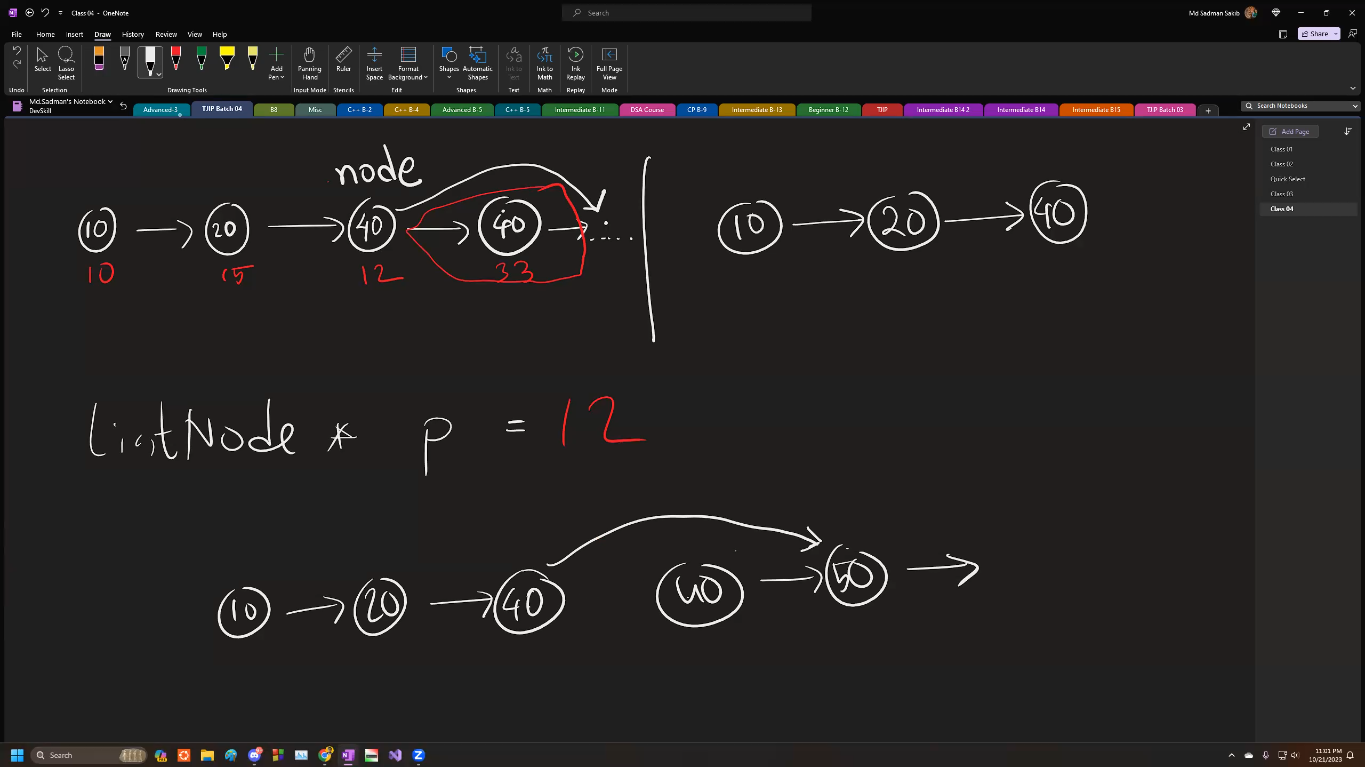 Class 04 - OneNote
Search
Md Sadman Sakib
File Home Insert Draw History Review View Help
Share
Undo
Select
Lasso Select
Selection
Add Pen
Drawing Tools
Panning Hand
Input Mode
Ruler
Stencils
Insert Space
Format Background
Edit
Shapes
Automatic Shapes
Shapes
Ink to Text
Text
Ink to Math
Math
Ink Replay
Replay
Full Page View
View
Md.Sadman's Notebook
DevSkill
Advanced-3 TJIP Batch 04 B8 Misc C++ B-2 C++ B-4 Advanced B-5 C++ B-5 Intermediate B-11 DSA Course CP B-9 Intermediate B-13 Beginner B-12 TJIP Intermediate B14.2 Intermediate B14 Intermediate B15 TJIP Batch 03
Search Notebooks
Add Page
Class 01
Class 02
Quick Select
Class 03
Class 04
node
10 20 40 40
10 15 12 33
10 20 40
ListNode * p = 12
10 20 40 40 50
Search
11:01 PM
10/21/2023